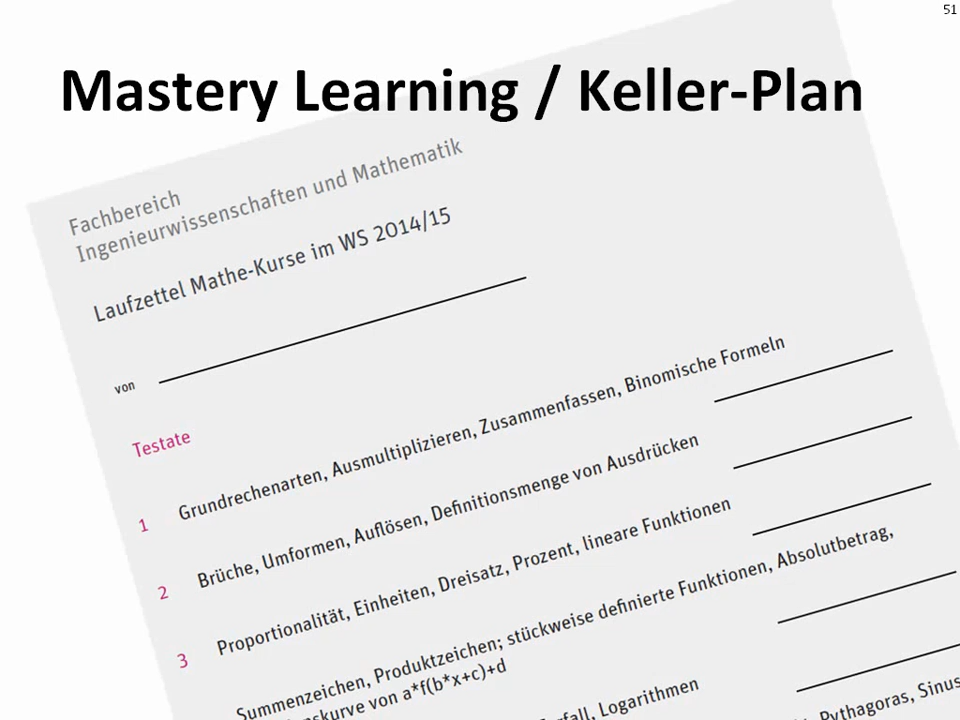 51
Mastery Learning / Keller-Plan
Fachbereich
Ingenieurwissenschaften und Mathematik
Laufzettel Mathe-Kurse im WS 2014/15
von
Testate
1 Grundrechenarten, Ausmultiplizieren, Zusammenfassen, Binomische Formeln
2 Brüche, Umformen, Auflösen, Definitionsmenge von Ausdrücken
3 Proportionalität, Einheiten, Dreisatz, Prozent, lineare Funktionen
Summenzeichen, Produktzeichen; stückweise definierte Funktionen, Absolutbetrag,
von a*f(b*x+c)+d
Logarithmen
Pythagoras, Sinus